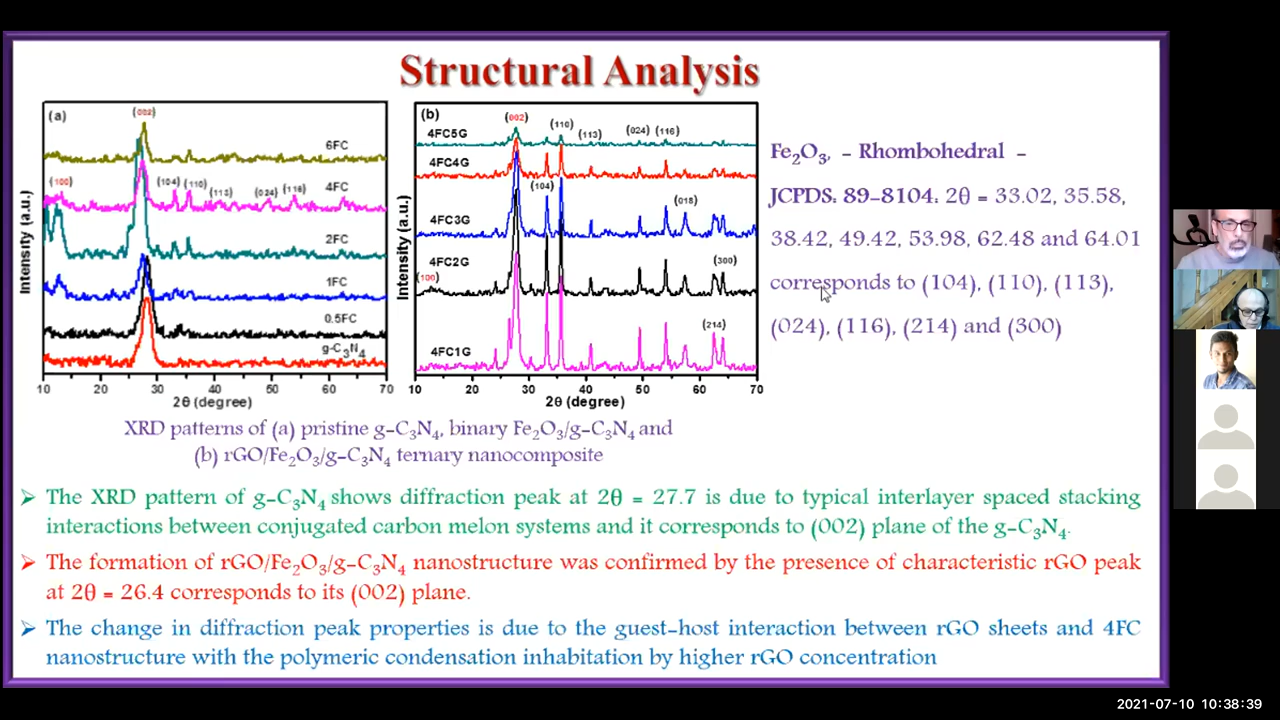 Structural Analysis
(a)
(002)
6FC
(100)
(104)
(110)
(113)
(024)
(116)
4FC
2FC
1FC
0.5FC
g-C₃N₄
Intensity (a.u.)
10 20 30 40 50 60 70
2θ (degree)
(b)
(002)
(110)
(113)
(024)
(116)
4FC5G
4FC4G
(104)
4FC3G
(018)
4FC2G
(300)
(100)
4FC1G
(214)
Intensity (a.u.)
10 20 30 40 50 60 70
2θ (degree)
Fe₂O₃, – Rhombohedral –
JCPDS: 89–8104: 2θ = 33.02, 35.58,
38.42, 49.42, 53.98, 62.48 and 64.01
corresponds to (104), (110), (113),
(024), (116), (214) and (300)
XRD patterns of (a) pristine g-C₃N₄, binary Fe₂O₃/g-C₃N₄ and
(b) rGO/Fe₂O₃/g-C₃N₄ ternary nanocomposite
➢ The XRD pattern of g-C₃N₄ shows diffraction peak at 2θ = 27.7 is due to typical interlayer spaced stacking
interactions between conjugated carbon melon systems and it corresponds to (002) plane of the g-C₃N₄.
➢ The formation of rGO/Fe₂O₃/g-C₃N₄ nanostructure was confirmed by the presence of characteristic rGO peak
at 2θ = 26.4 corresponds to its (002) plane.
➢ The change in diffraction peak properties is due to the guest-host interaction between rGO sheets and 4FC
nanostructure with the polymeric condensation inhabitation by higher rGO concentration
2021-07-10 10:38:39